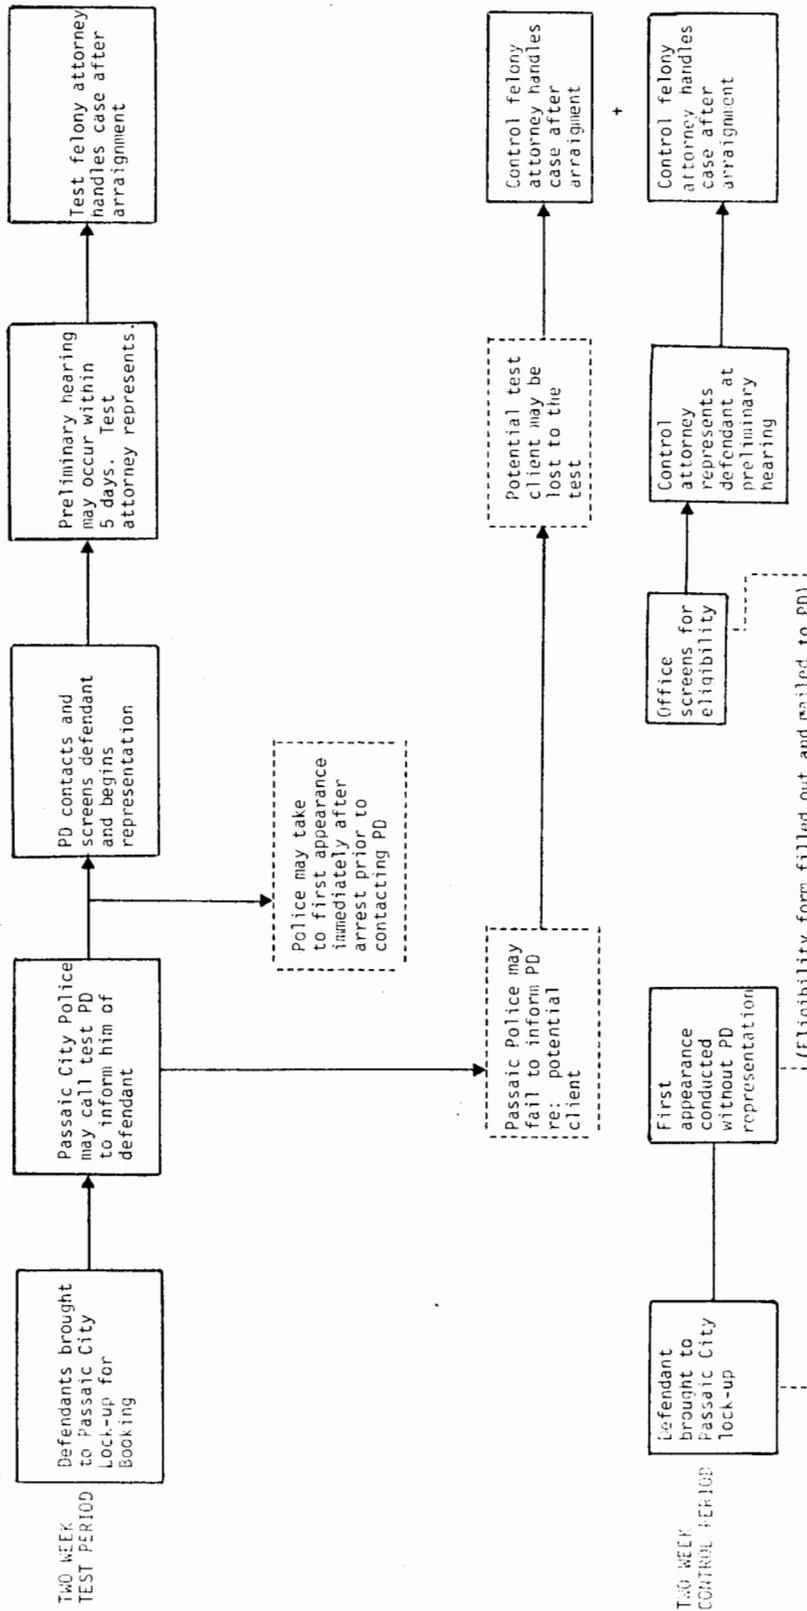 TWO WEEK
TEST PERIOD
Defendants brought
to Passaic City
Lock-up for
Booking
Passaic City Police
may call test PD
to inform him of
defendant
PD contacts and
screens defendant
and begins
representation
Preliminary hearing
may occur within
5 days. Test
attorney represents.
Test felony attorney
handles case after
arraignment
Police may take
to first appearance
immediately after
arrest prior to
contacting PD
Passaic Police may
fail to inform PD
re: potential
client
Potential test
client may be
lost to the
test
Control felony
attorney handles
case after
arraignment
+
TWO WEEK
CONTROL PERIOD
Defendant
brought to
Passaic City
lock-up
First
appearance
conducted
without PD
representation
Office
screens for
eligibility
Control
attorney
represents
defendant at
preliminary
hearing
Control felony
attorney handles
case after
arraignment
(Eligibility form filled out and mailed to PD)